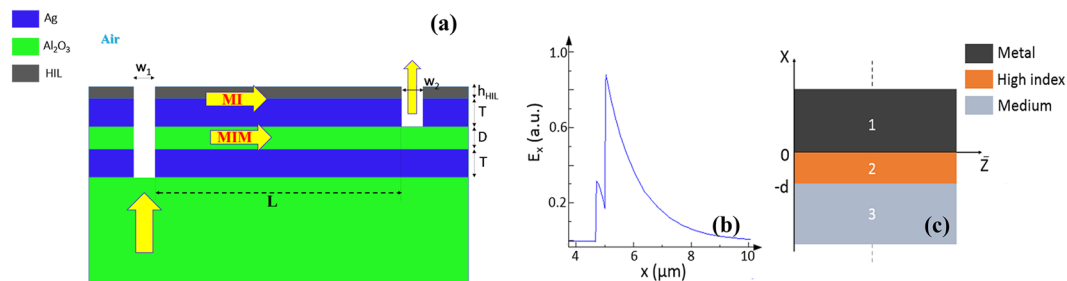 Ag
Al₂O₃
HIL
Air
(a)
w₁
w₂
h_HIL
MI
T
MIM
D
T
L
1.0
0.6
0.2
Eₓ (a.u.)
4 6 8 10
x (μm)
(b)
X
0
-d
Z̄
1
2
3
Metal
High index
Medium
(c)